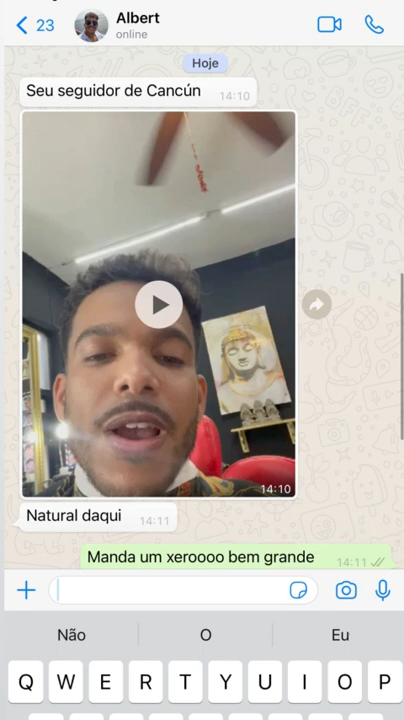 23
Albert
online
Hoje
Seu seguidor de Cancún 14:10
14:10
Natural daqui 14:11
Manda um xeroooo bem grande 14:11
Não O Eu
Q W E R T Y U I O P